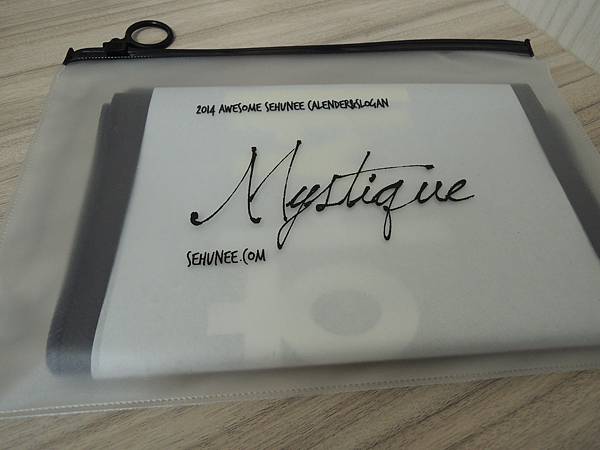 2014 AWESOME SEHUNEE CALENDER&SLOGAN
Mystique
SEHUNEE.COM